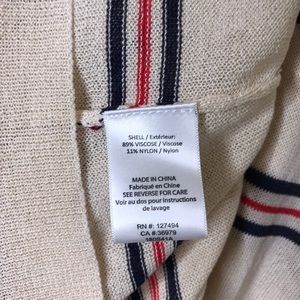 SHELL / Extérieur:
89% VISCOSE / Viscose
11% NYLON / Nylon
MADE IN CHINA
Fabriqué en Chine
SEE REVERSE FOR CARE
Voir au dos pour instructions
de lavage
RN #: 127494
CA #:36979